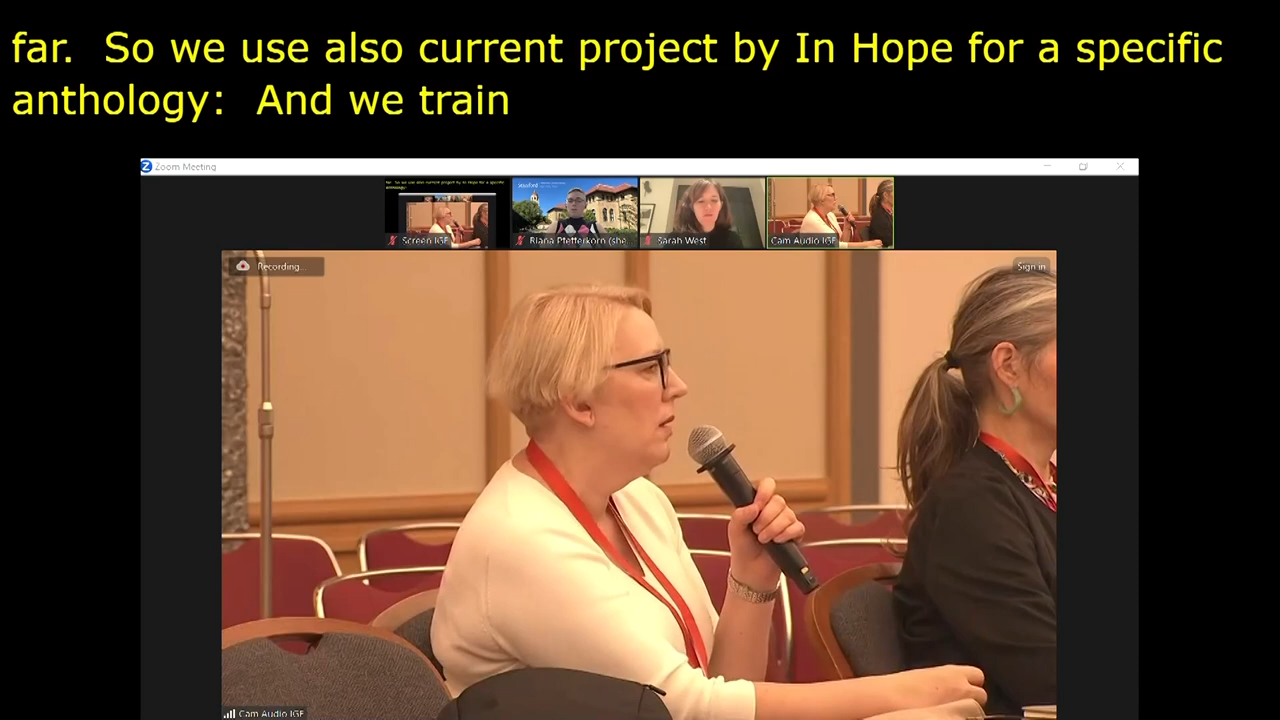 far.  So we use also current project by In Hope for a specific
anthology:  And we train
Zoom Meeting
Screen IGF
Riana Pfefferkorn (she
Sarah West
Cam Audio IGF
Recording...
Sign in
Cam Audio IGF